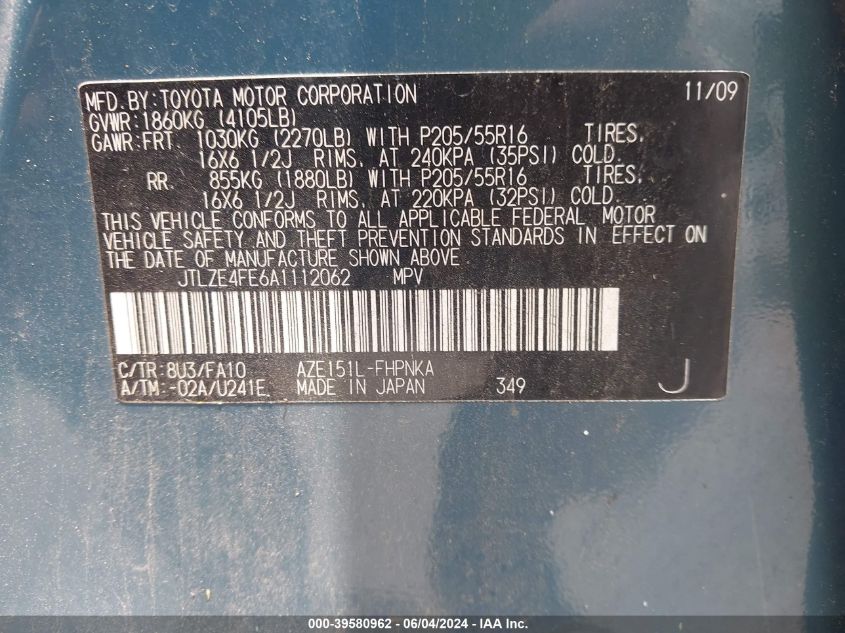 MFD.BY:TOYOTA MOTOR CORPORATION 11/09
GVWR:1860KG (4105LB)
GAWR:FRT 1030KG (2270LB) WITH P205/55R16 TIRES,
16X6 1/2J RIMS, AT 240KPA (35PSI) COLD.
RR 855KG (1880LB) WITH P205/55R16 TIRES,
16X6 1/2J RIMS, AT 220KPA (32PSI) COLD.
THIS VEHICLE CONFORMS TO ALL APPLICABLE FEDERAL MOTOR
VEHICLE SAFETY AND THEFT PREVENTION STANDARDS IN EFFECT ON
THE DATE OF MANUFACTURE SHOWN ABOVE.
JTLZE4FE6A1112062 MPV
C/TR:8U3/FA10 AZE151L-FHPNKA
A/TM:-02A/U241E MADE IN JAPAN 349 J
000-39580962 - 06/04/2024 - IAA Inc.